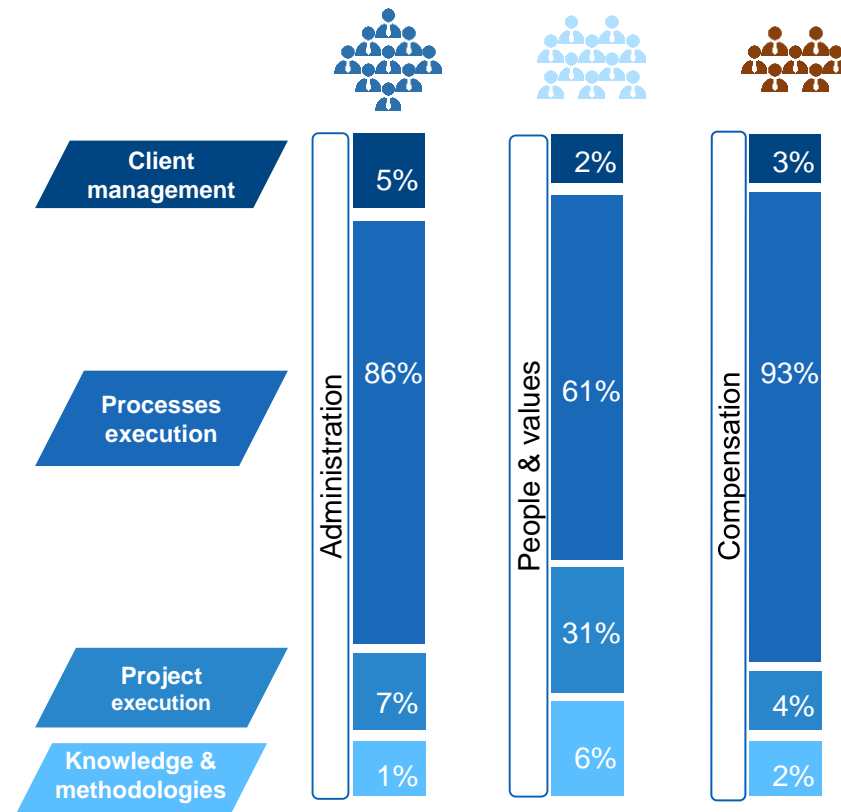 Client
management
5%
2%
3%
Processes
execution
86%
61%
93%
Administration
People & values
Compensation
Project
execution
7%
31%
4%
Knowledge &
methodologies
1%
6%
2%